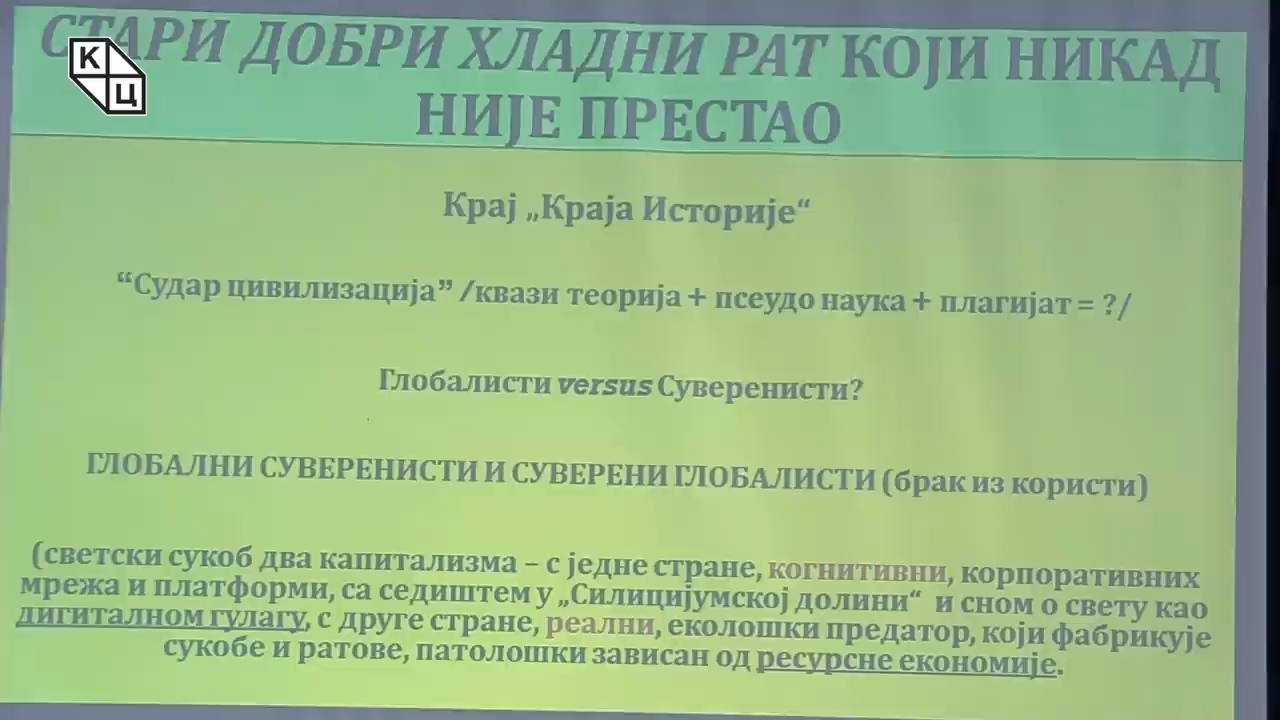 СТАРИ ДОБРИ ХЛАДНИ РАТ КОЈИ НИКАД
НИЈЕ ПРЕСТАО
К
Ц
Крај „Краја Историје“
“Судар цивилизација” /квази теорија + псеудо наука + плагијат = ?/
Глобалисти versus Суверенисти?
ГЛОБАЛНИ СУВЕРЕНИСТИ И СУВЕРЕНИ ГЛОБАЛИСТИ (брак из користи)
(светски сукоб два капитализма – с једне стране, когнитивни, корпоративних
мрежа и платформи, са седиштем у „Силицијумској долини“ и сном о свету као
дигиталном гулагу, с друге стране, реални, еколошки предатор, који фабрикује
сукобе и ратове, патолошки зависан од ресурсне економије.